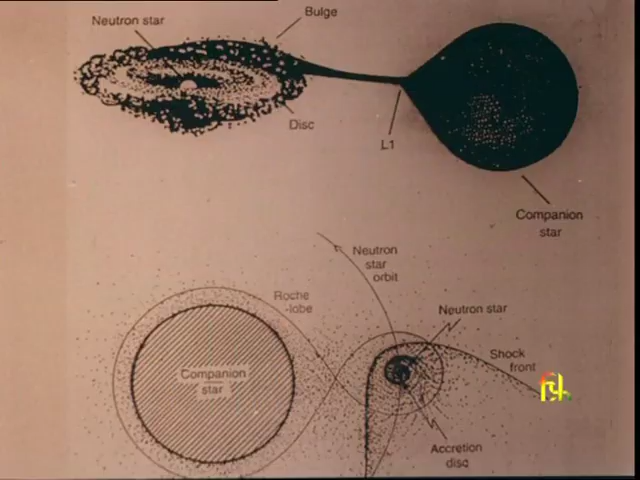 Neutron star
Bulge
Disc
L1
Companion
star
Neutron
star
orbit
Roche
-lobe
Neutron star
Shock
front
Companion
star
Accretion
disc